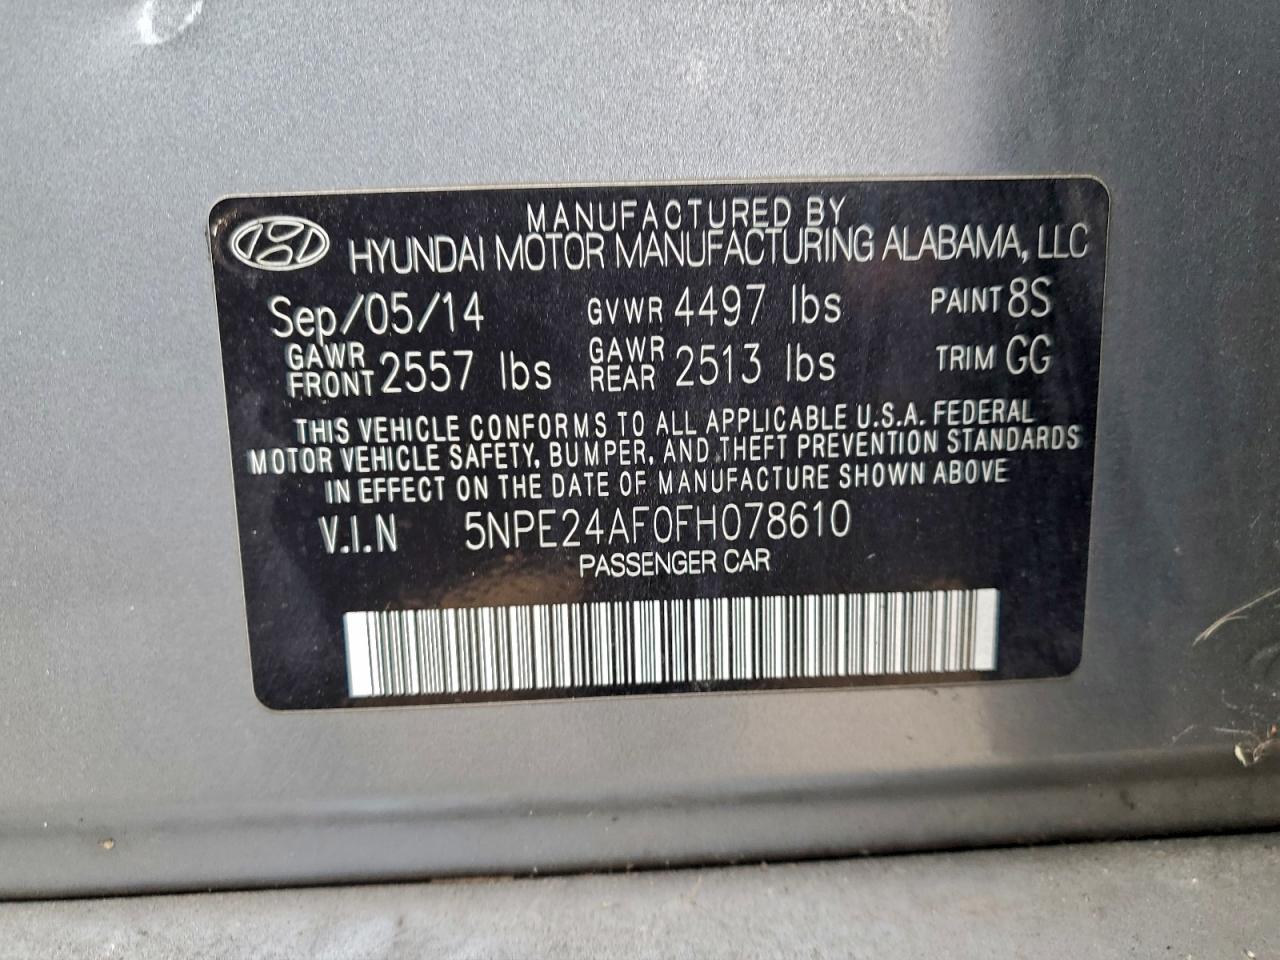 MANUFACTURED BY
HYUNDAI MOTOR MANUFACTURING ALABAMA, LLC
Sep/05/14 GVWR 4497 lbs PAINT 8S
GAWR FRONT 2557 lbs GAWR REAR 2513 lbs TRIM GG
THIS VEHICLE CONFORMS TO ALL APPLICABLE U.S.A. FEDERAL
MOTOR VEHICLE SAFETY, BUMPER, AND THEFT PREVENTION STANDARDS
IN EFFECT ON THE DATE OF MANUFACTURE SHOWN ABOVE
V.I.N 5NPE24AF0FH078610
PASSENGER CAR